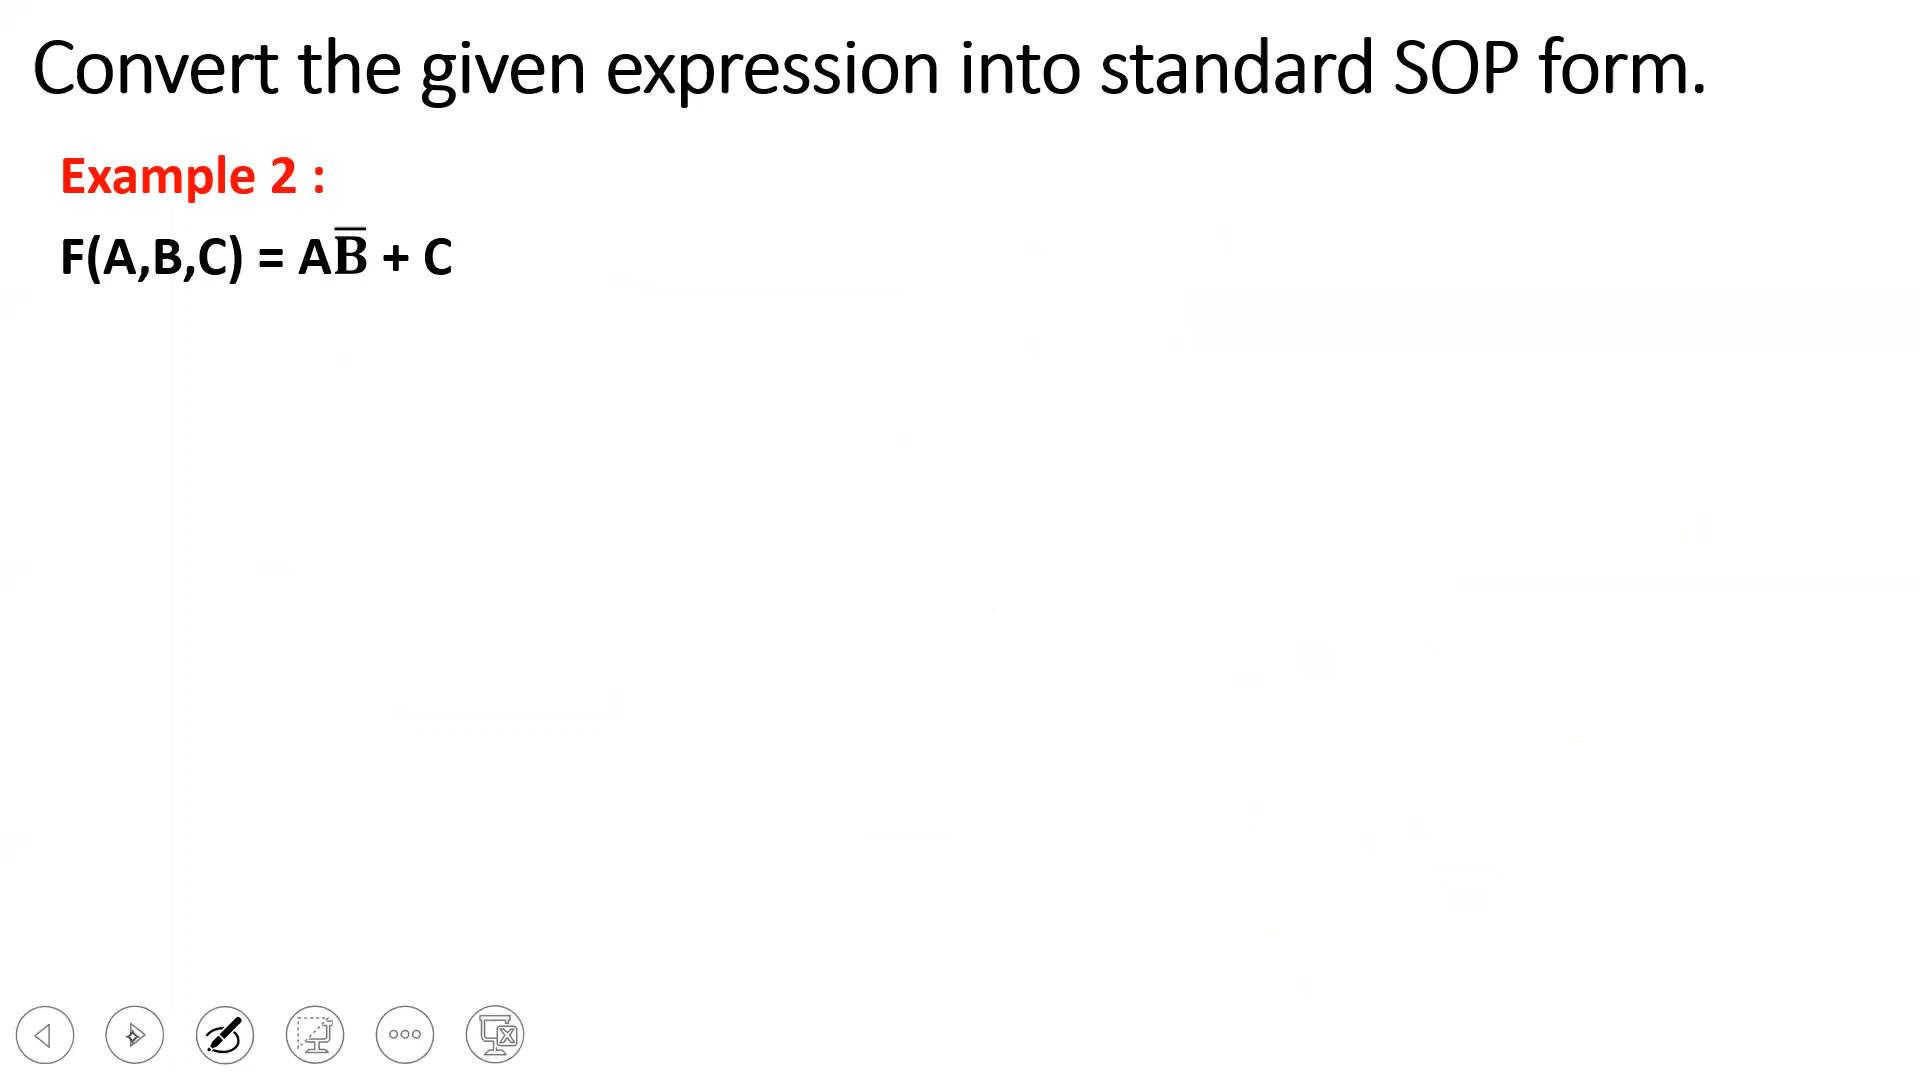 Convert the given expression into standard SOP form.
Example 2 :
F(A,B,C) = AB̅ + C